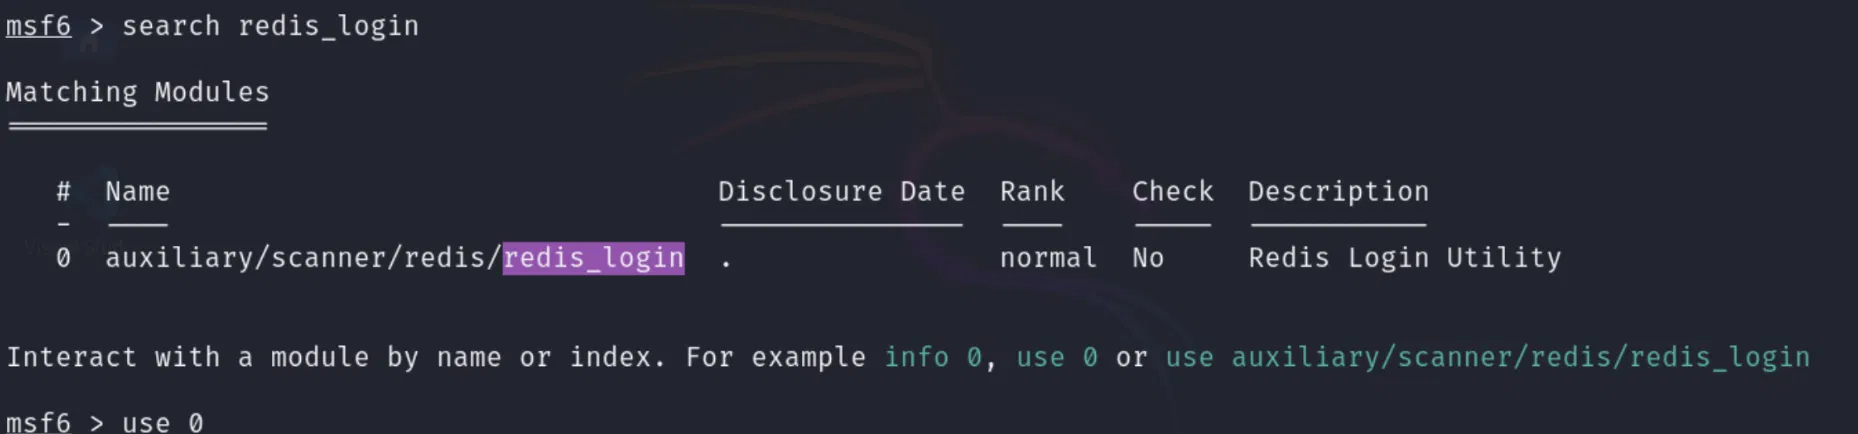 msf6 > search redis_login
Matching Modules
================
# Name Disclosure Date Rank Check Description
- ---- --------------- ---- ----- -----------
0 auxiliary/scanner/redis/redis_login . normal No Redis Login Utility
Interact with a module by name or index. For example info 0, use 0 or use auxiliary/scanner/redis/redis_login
msf6 > use 0